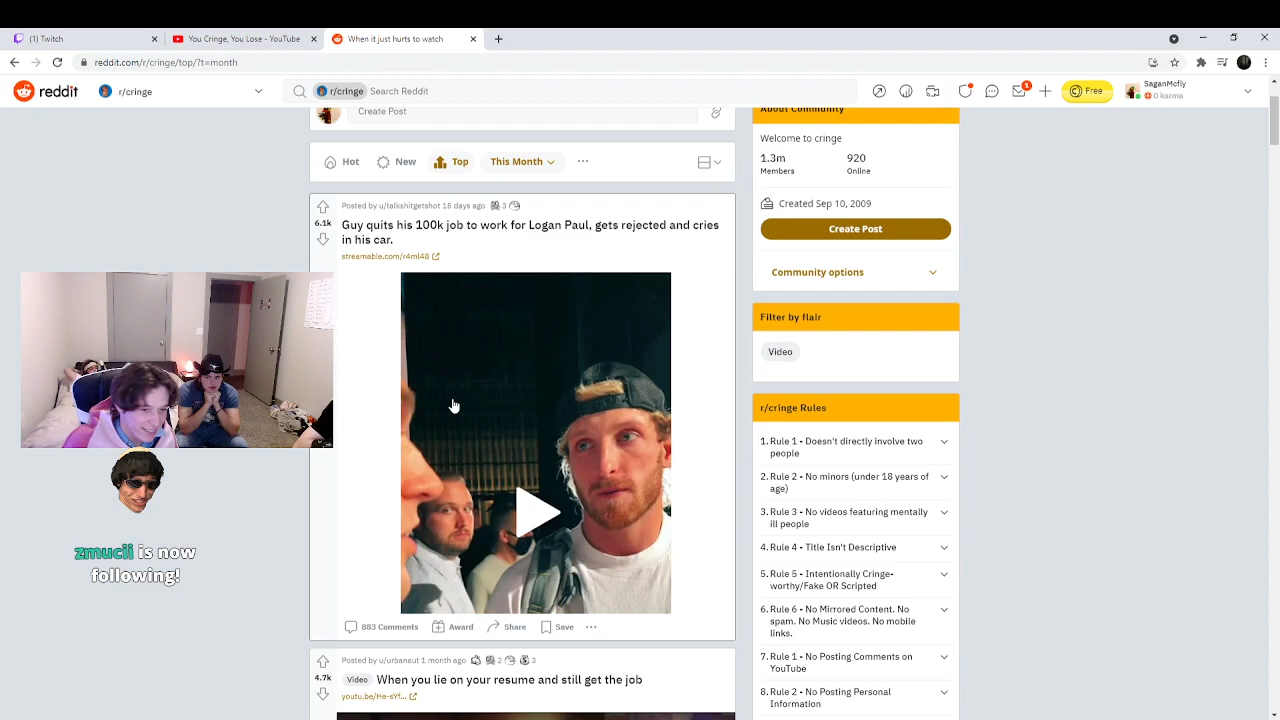 (1) Twitch
You Cringe, You Lose - YouTube
When it just hurts to watch
reddit.com/r/cringe/top/?t=month
reddit
r/cringe
r/cringe
Search Reddit
1
Free
SaganMcfly
0 karma
Create Post
Hot
New
Top
This Month
6.1k
Posted by u/talkshitgetshot 15 days ago
3
Guy quits his 100k job to work for Logan Paul, gets rejected and cries
in his car.
streamable.com/r4ml48
883 Comments
Award
Share
Save
zmucii is now
following!
4.7k
Posted by u/urbanaut 1 month ago
2
3
Video
When you lie on your resume and still get the job
youtu.be/He-sYf...
About Community
Welcome to cringe
1.3m
920
Members
Online
Created Sep 10, 2009
Create Post
Community options
Filter by flair
Video
r/cringe Rules
1. Rule 1 - Doesn't directly involve two
people
2. Rule 2 - No minors (under 18 years of
age)
3. Rule 3 - No videos featuring mentally
ill people
4. Rule 4 - Title Isn't Descriptive
5. Rule 5 - Intentionally Cringe-
worthy/Fake OR Scripted
6. Rule 6 - No Mirrored Content. No
spam. No Music videos. No mobile
links.
7. Rule 1 - No Posting Comments on
YouTube
8. Rule 2 - No Posting Personal
Information